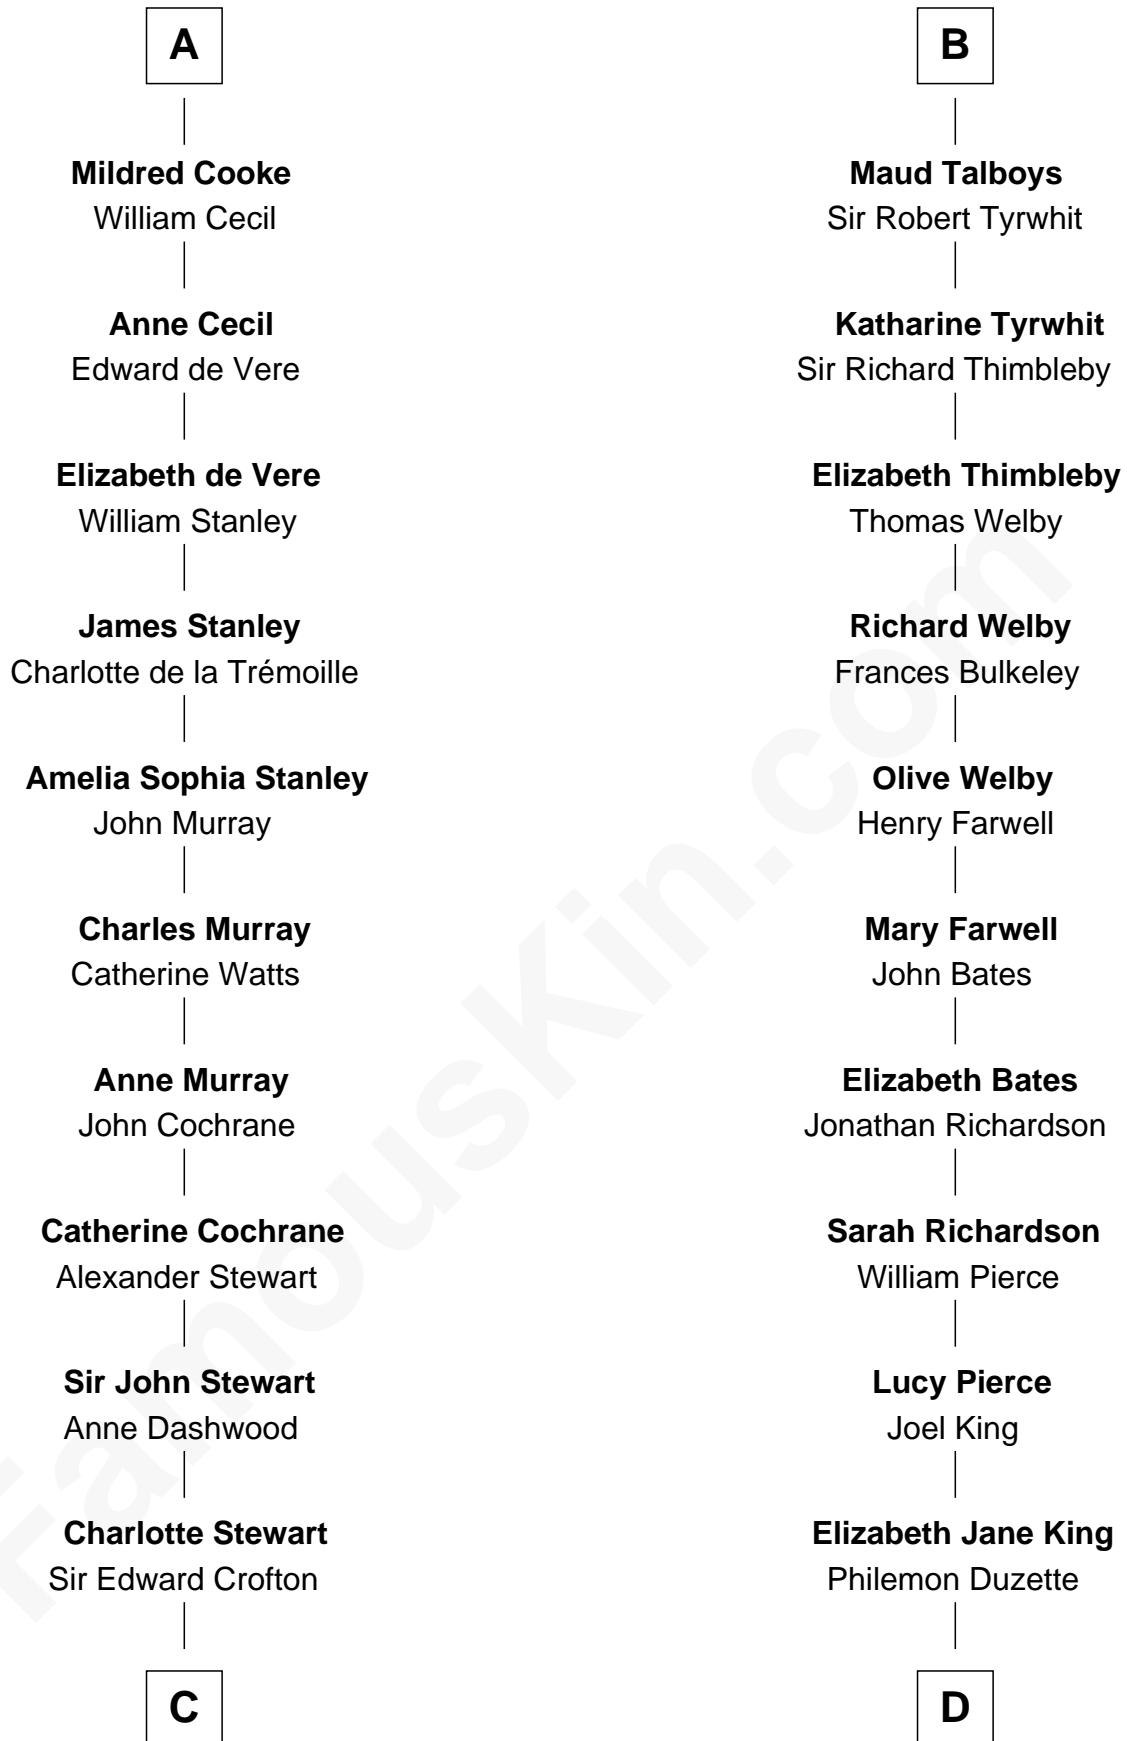 A
Mildred Cooke
William Cecil
Anne Cecil
Edward de Vere
Elizabeth de Vere
William Stanley
James Stanley
Charlotte de la Trémoille
Amelia Sophia Stanley
John Murray
Charles Murray
Catherine Watts
Anne Murray
John Cochrane
Catherine Cochrane
Alexander Stewart
Sir John Stewart
Anne Dashwood
Charlotte Stewart
Sir Edward Crofton
C
B
Maud Talboys
Sir Robert Tyrwhit
Katharine Tyrwhit
Sir Richard Thimbleby
Elizabeth Thimbleby
Thomas Welby
Richard Welby
Frances Bulkeley
Olive Welby
Henry Farwell
Mary Farwell
John Bates
Elizabeth Bates
Jonathan Richardson
Sarah Richardson
William Pierce
Lucy Pierce
Joel King
Elizabeth Jane King
Philemon Duzette
D
FamousKin.com